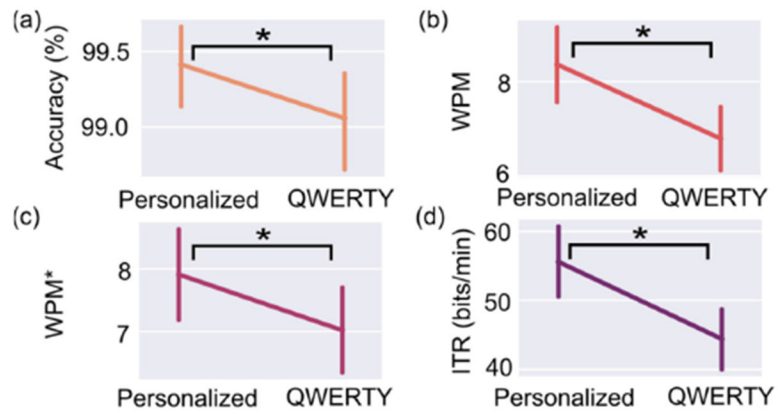 (a)
Accuracy (%)
99.5
99.0
*
Personalized QWERTY
(b)
WPM
8
6
*
Personalized QWERTY
(c)
WPM*
8
7
*
Personalized QWERTY
(d)
ITR (bits/min)
60
50
40
*
Personalized QWERTY